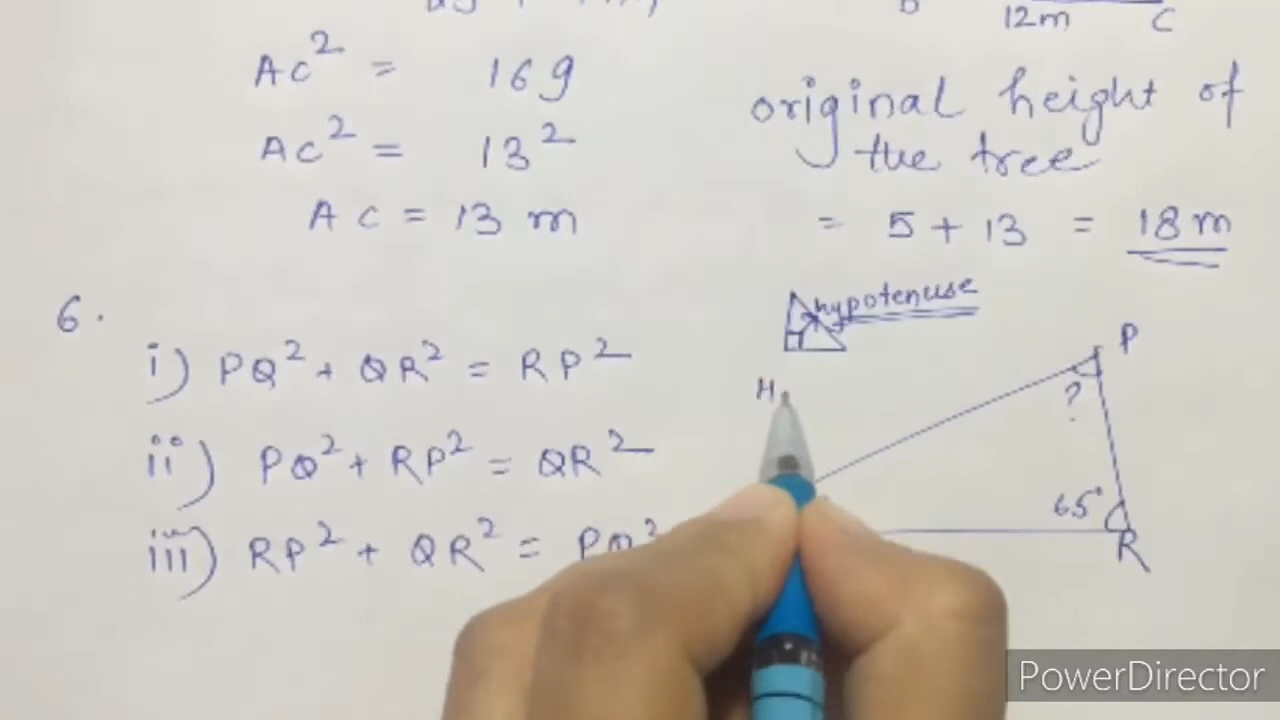 12m C
AC² = 169
AC² = 13²
AC = 13 m
original height of
the tree
= 5 + 13 = 18 m
6.
hypotenuse
i) PQ² + QR² = RP²
ii) PQ² + RP² = QR²
iii) RP² + QR² = PQ²
H
P
?
65°
R
PowerDirector